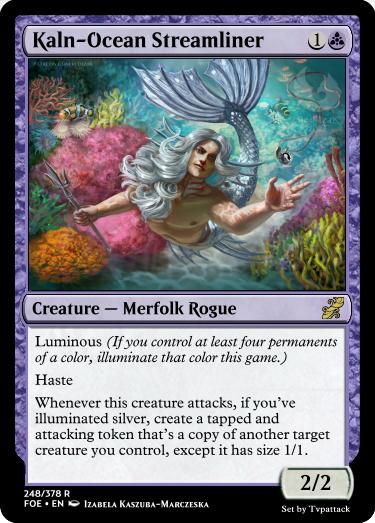 Kaln-Ocean Streamliner 1
Creature — Merfolk Rogue
Luminous (If you control at least four permanents
of a color, illuminate that color this game.)
Haste
Whenever this creature attacks, if you've
illuminated silver, create a tapped and
attacking token that's a copy of another target
creature you control, except it has size 1/1.
2/2
248/378 R
FOE • EN Izabela Kaszuba-Marczeska
Set by Tvpattack